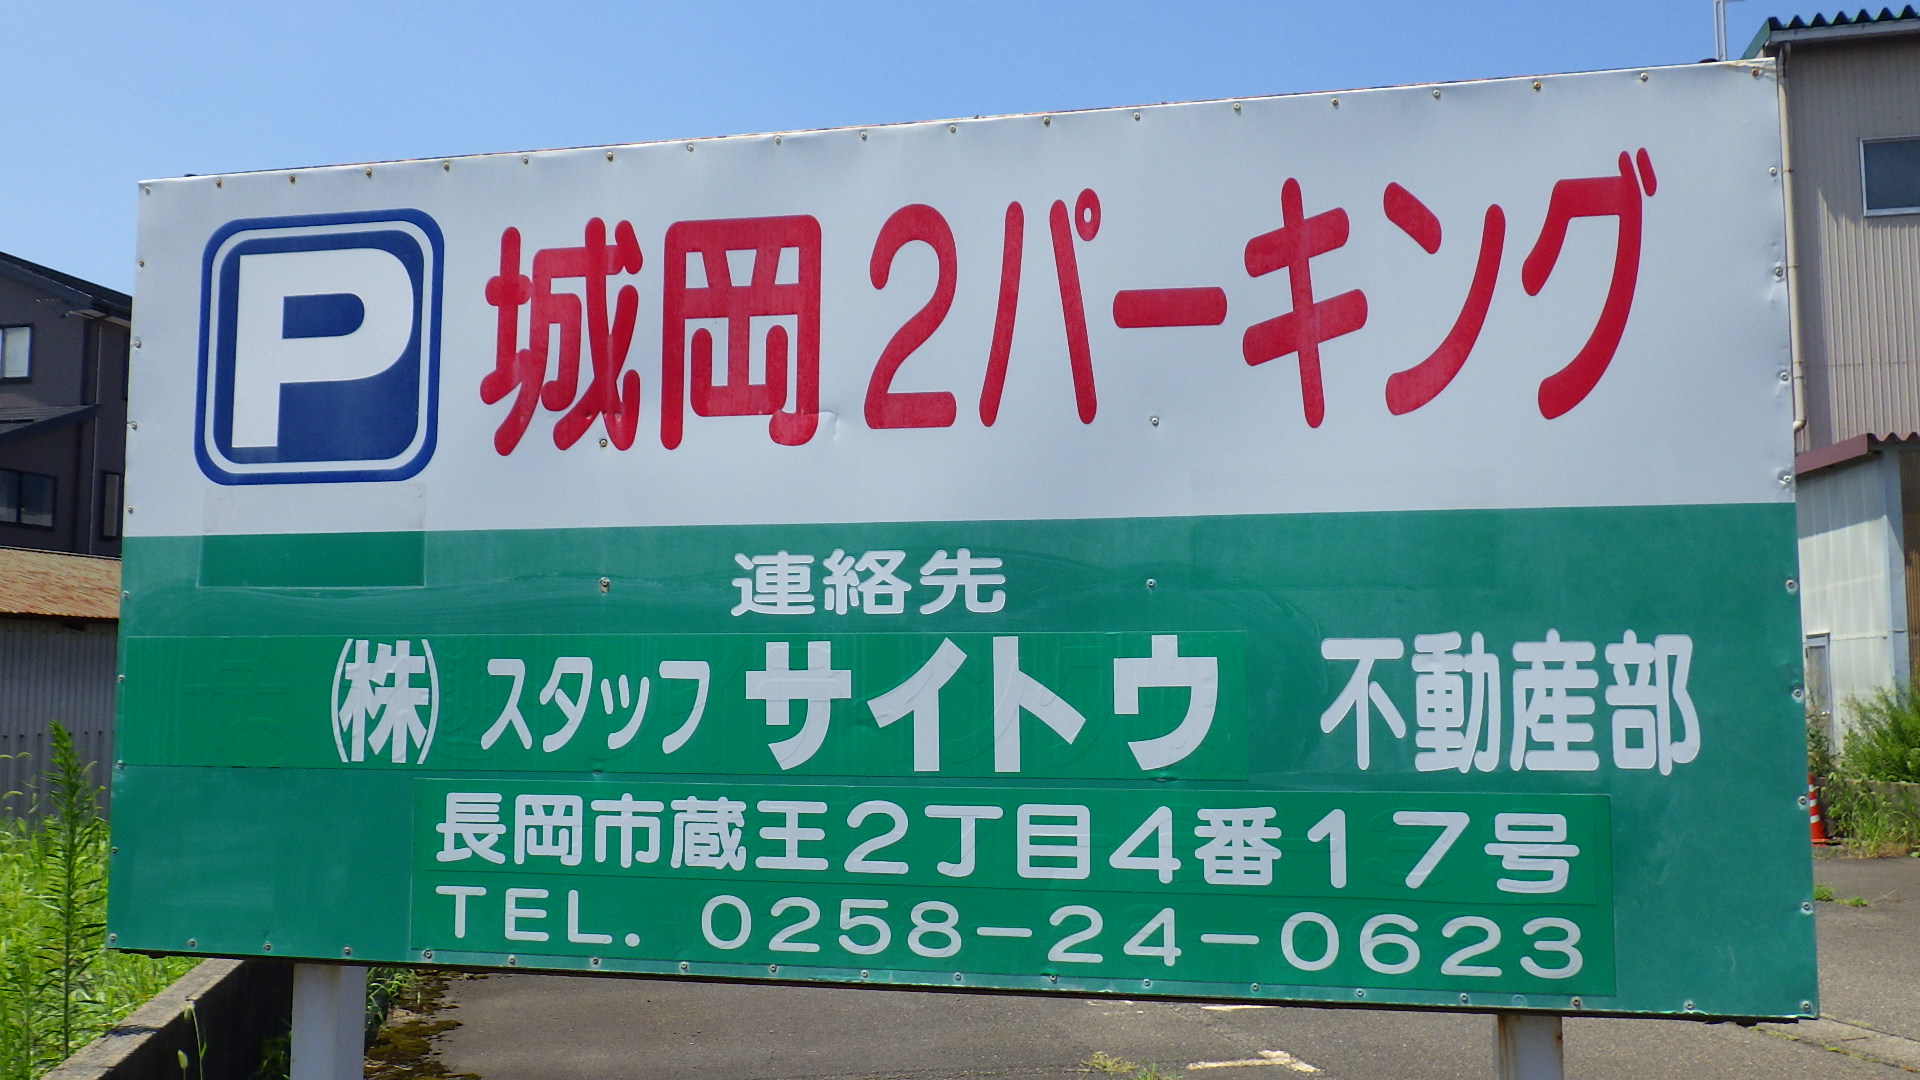 P 城岡2パーキング
連絡先
㈱ スタッフ サイトウ 不動産部
長岡市蔵王2丁目4番17号
TEL. 0258-24-0623